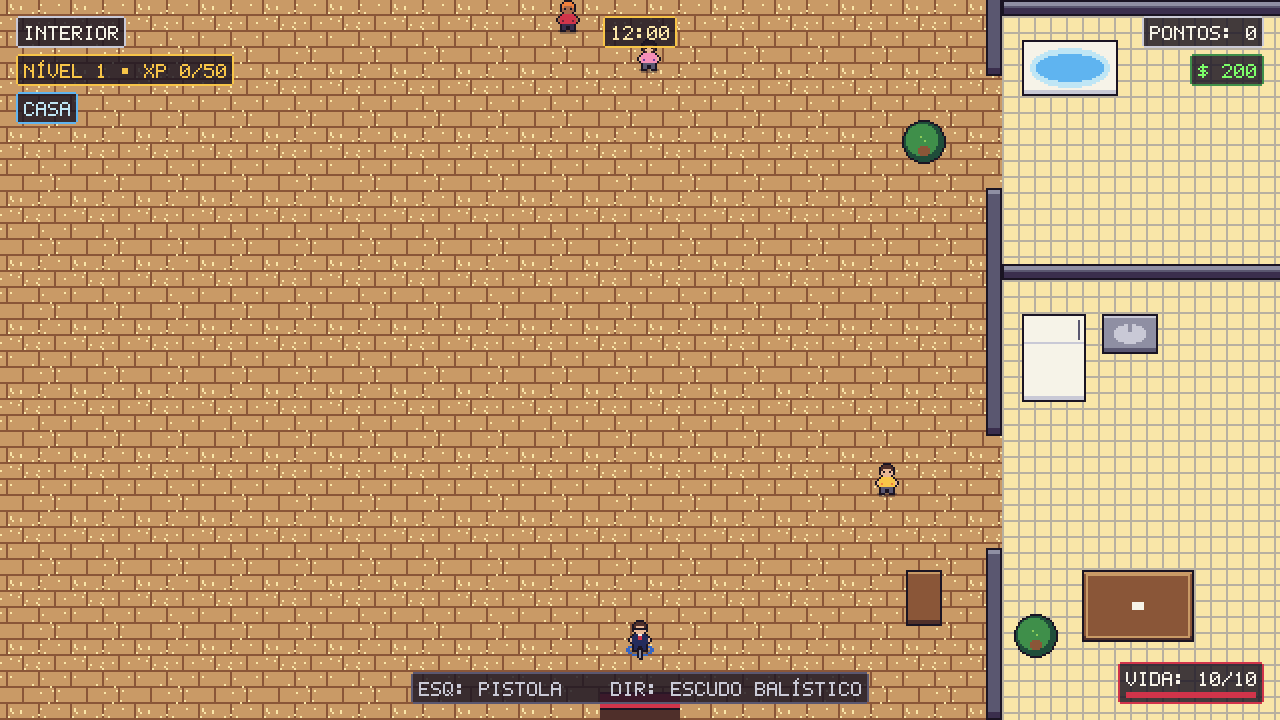 INTERIOR
12:00
PONTOS: 0
NÍVEL 1 ▪ XP 0/50
$ 200
CASA
ESQ: PISTOLA DIR: ESCUDO BALÍSTICO
VIDA: 10/10